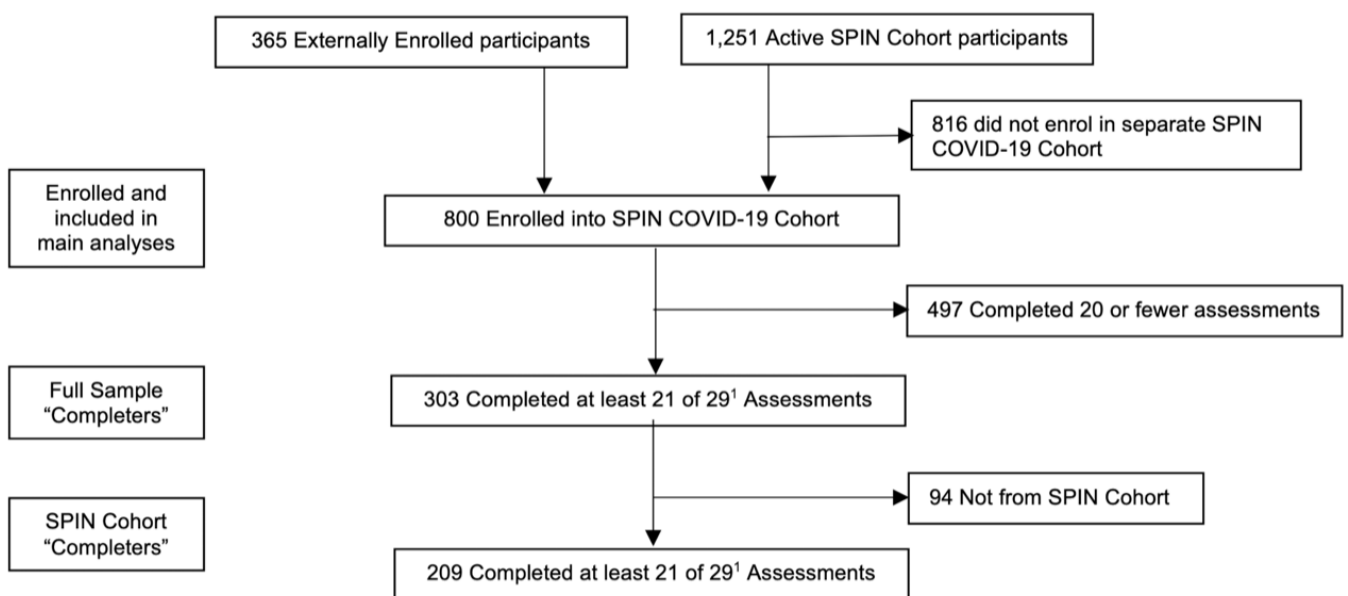 365 Externally Enrolled participants
1,251 Active SPIN Cohort participants
816 did not enrol in separate SPIN
COVID-19 Cohort
Enrolled and
included in
main analyses
800 Enrolled into SPIN COVID-19 Cohort
497 Completed 20 or fewer assessments
Full Sample
“Completers”
303 Completed at least 21 of 29¹ Assessments
94 Not from SPIN Cohort
SPIN Cohort
“Completers”
209 Completed at least 21 of 29¹ Assessments